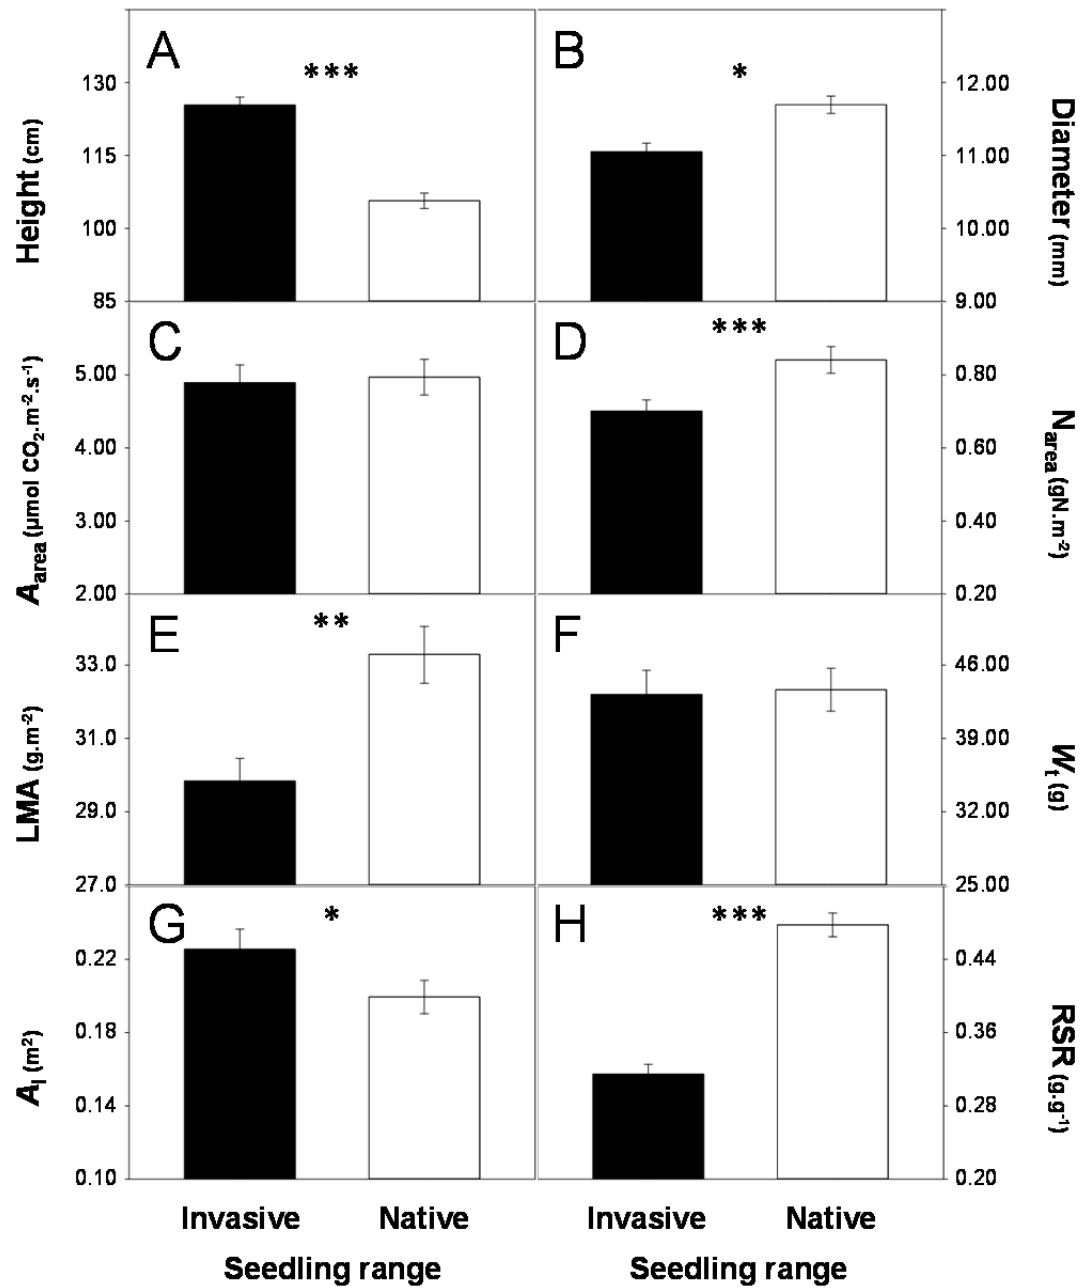 A
***
130
115
100
85
Height (cm)
B
*
12.00
11.00
10.00
9.00
Diameter (mm)
C
5.00
4.00
3.00
2.00
Aarea (µmol CO2.m-2.s-1)
D
***
0.80
0.60
0.40
0.20
Narea (gN.m-2)
E
**
33.0
31.0
29.0
27.0
LMA (g.m-2)
F
46.00
39.00
32.00
25.00
Wt (g)
G
*
0.22
0.18
0.14
0.10
Al (m2)
H
***
0.44
0.36
0.28
0.20
RSR (g.g-1)
Invasive Native Invasive Native
Seedling range Seedling range